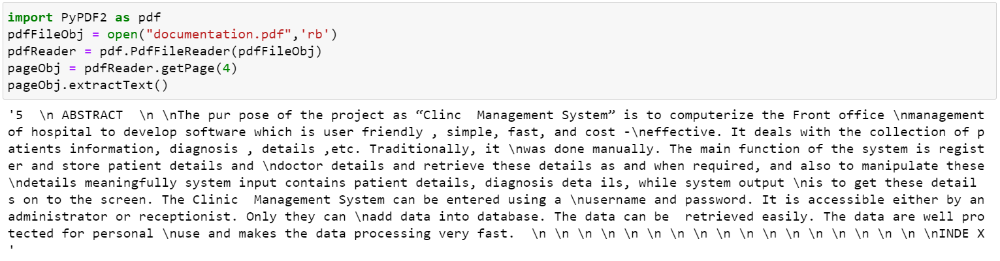 import PyPDF2 as pdf
pdfFileObj = open("documentation.pdf",'rb')
pdfReader = pdf.PdfFileReader(pdfFileObj)
pageObj = pdfReader.getPage(4)
pageObj.extractText()
'5  \n ABSTRACT  \n \nThe pur pose of the project as “Clinc  Management System” is to computerize the Front office \nmanagement
of hospital to develop software which is user friendly , simple, fast, and cost -\neffective. It deals with the collection of p
atients information, diagnosis , details ,etc. Traditionally, it \nwas done manually. The main function of the system is regist
er and store patient details and \ndoctor details and retrieve these details as and when required, and also to manipulate these
\ndetails meaningfully system input contains patient details, diagnosis deta ils, while system output \nis to get these detail
s on to the screen. The Clinic  Management System can be entered using a \nusername and password. It is accessible either by an
administrator or receptionist. Only they can \nadd data into database. The data can be  retrieved easily. The data are well pro
tected for personal \nuse and makes the data processing very fast.  \n \n \n \n \n \n \n \n \n \n \n \n \n \n \n \n \n \nINDE X
'